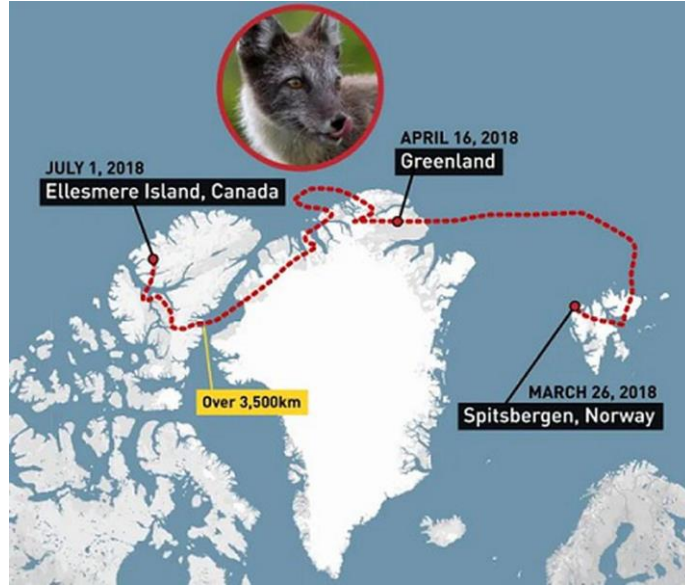 APRIL 16, 2018
Greenland
JULY 1, 2018
Ellesmere Island, Canada
Over 3,500km
MARCH 26, 2018
Spitsbergen, Norway